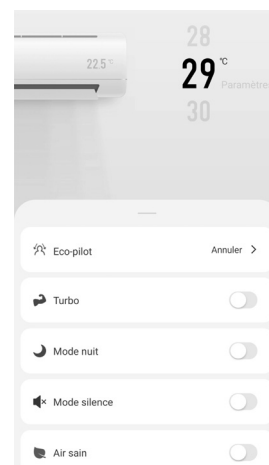 28
22.5 °C
29 °C
Paramètre
30
Eco-pilot
Annuler >
Turbo
Mode nuit
Mode silence
Air sain